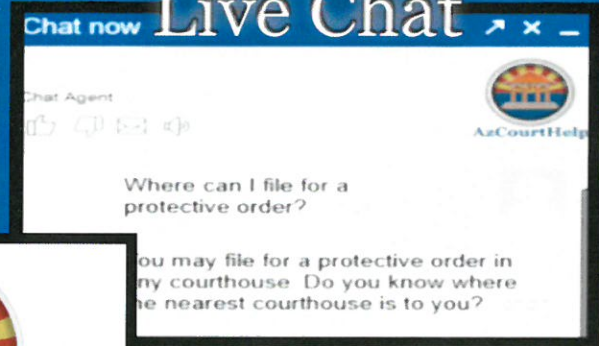 Live Chat
Chat now
Chat Agent
AzCourtHelp
Where can I file for a
protective order?
ou may file for a protective order in
ny courthouse. Do you know where
he nearest courthouse is to you?